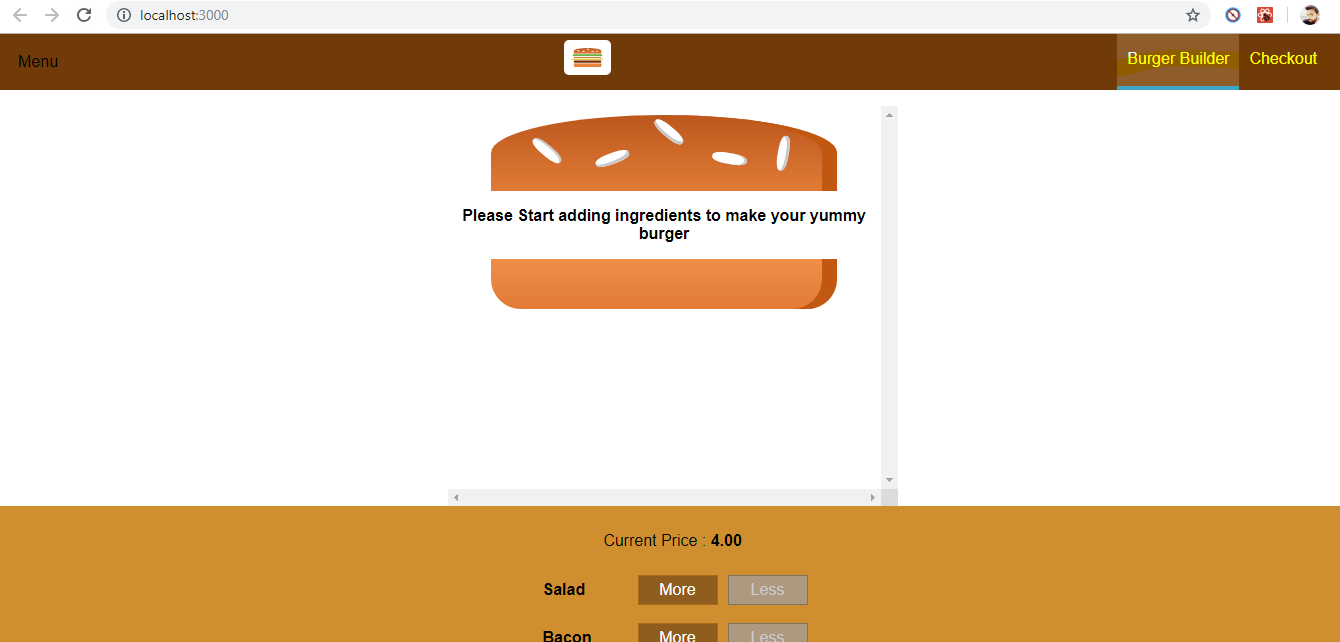 localhost:3000
Menu
Burger Builder
Checkout
Please Start adding ingredients to make your yummy
burger
Current Price : 4.00
Salad More Less
Bacon More Less